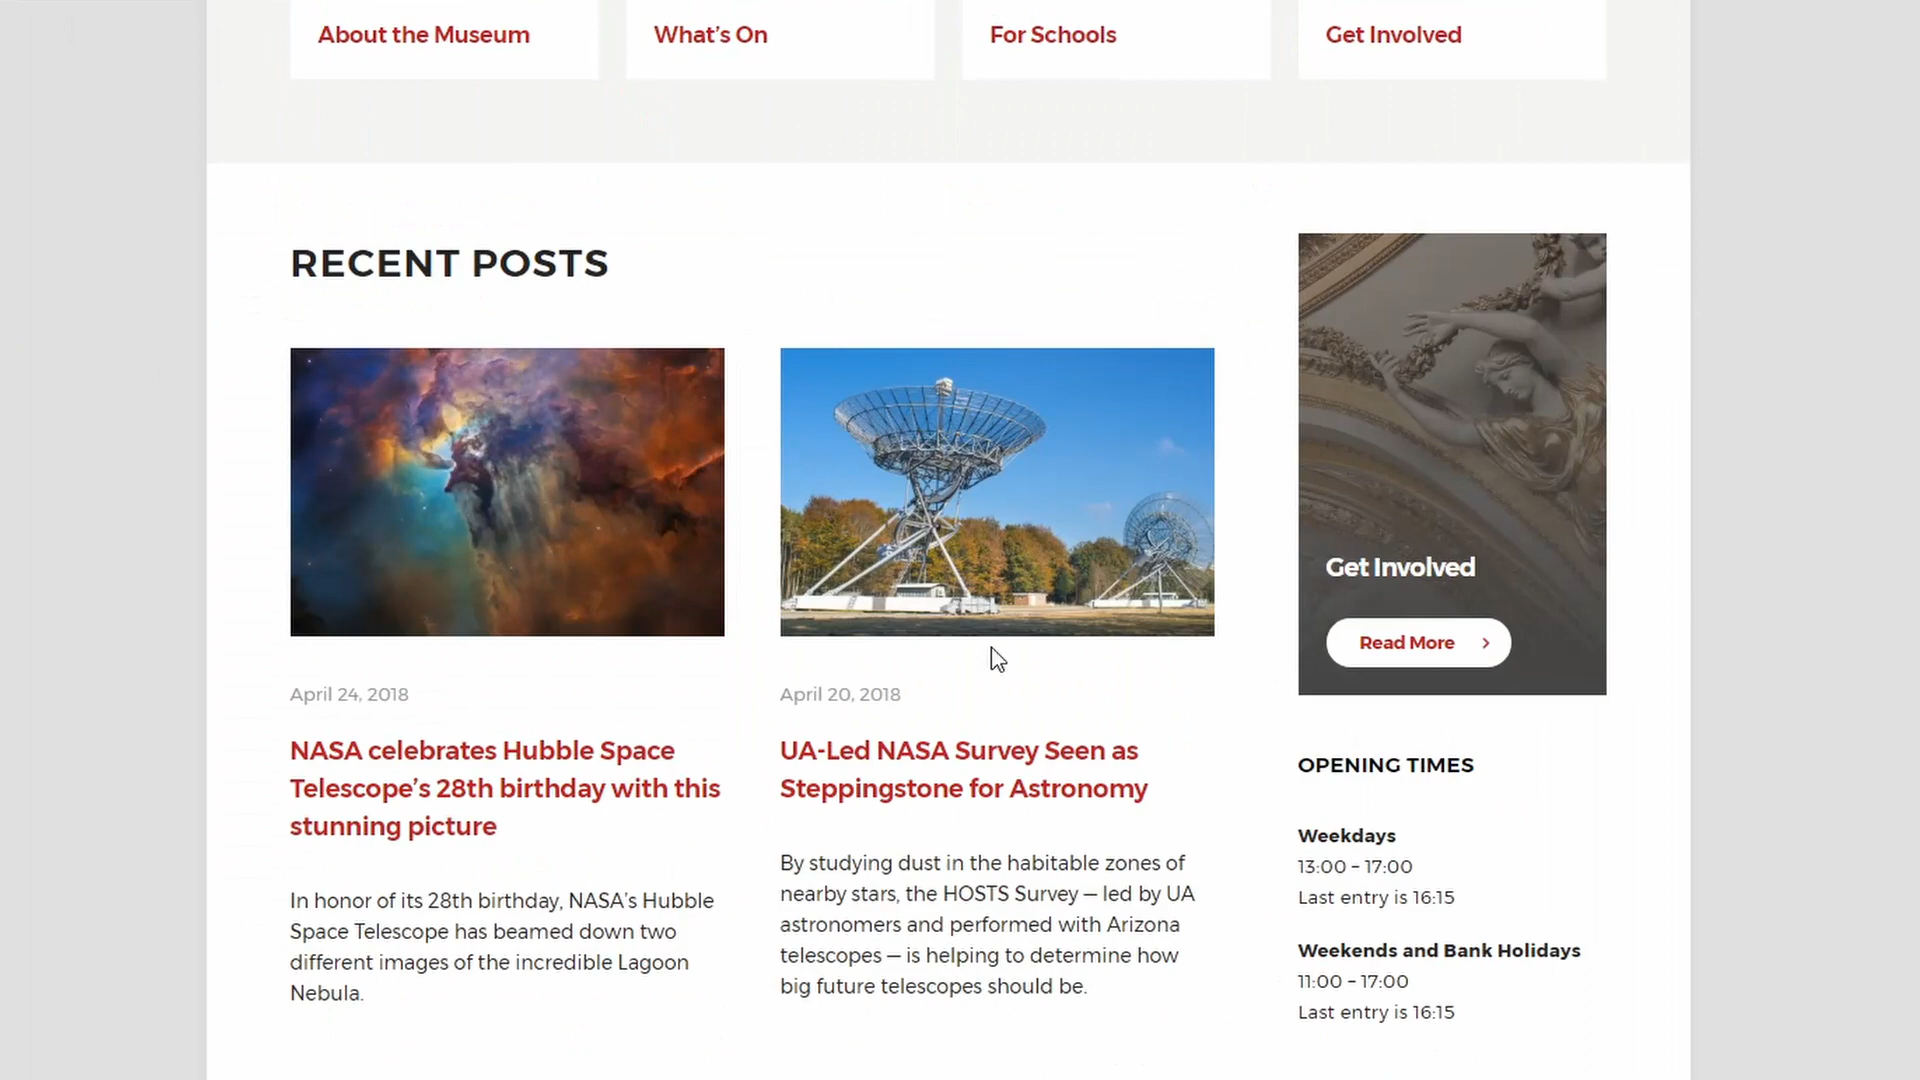 About the Museum
What's On
For Schools
Get Involved
RECENT POSTS
April 24, 2018
NASA celebrates Hubble Space
Telescope's 28th birthday with this
stunning picture
In honor of its 28th birthday, NASA's Hubble
Space Telescope has beamed down two
different images of the incredible Lagoon
Nebula.
April 20, 2018
UA-Led NASA Survey Seen as
Steppingstone for Astronomy
By studying dust in the habitable zones of
nearby stars, the HOSTS Survey — led by UA
astronomers and performed with Arizona
telescopes — is helping to determine how
big future telescopes should be.
Get Involved
Read More
OPENING TIMES
Weekdays
13:00 – 17:00
Last entry is 16:15
Weekends and Bank Holidays
11:00 – 17:00
Last entry is 16:15